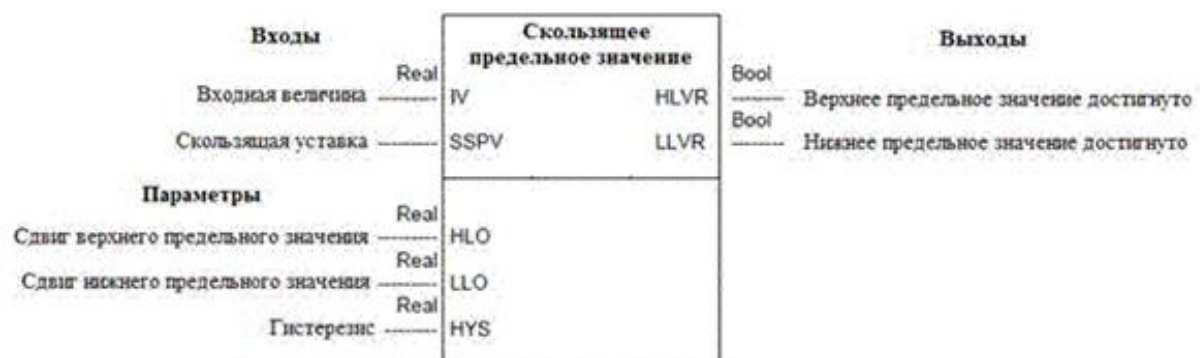 Входы
Скользящее
предельное значение
Выходы
Real
Bool
Входная величина
IV
HLVR
Верхнее предельное значение достигнуто
Bool
Скользящая уставка
SSPV
LLVR
Нижнее предельное значение достигнуто
Параметры
Real
Сдвиг верхнего предельного значения
HLO
Real
Сдвиг нижнего предельного значения
LLO
Real
Гистерезис
HYS